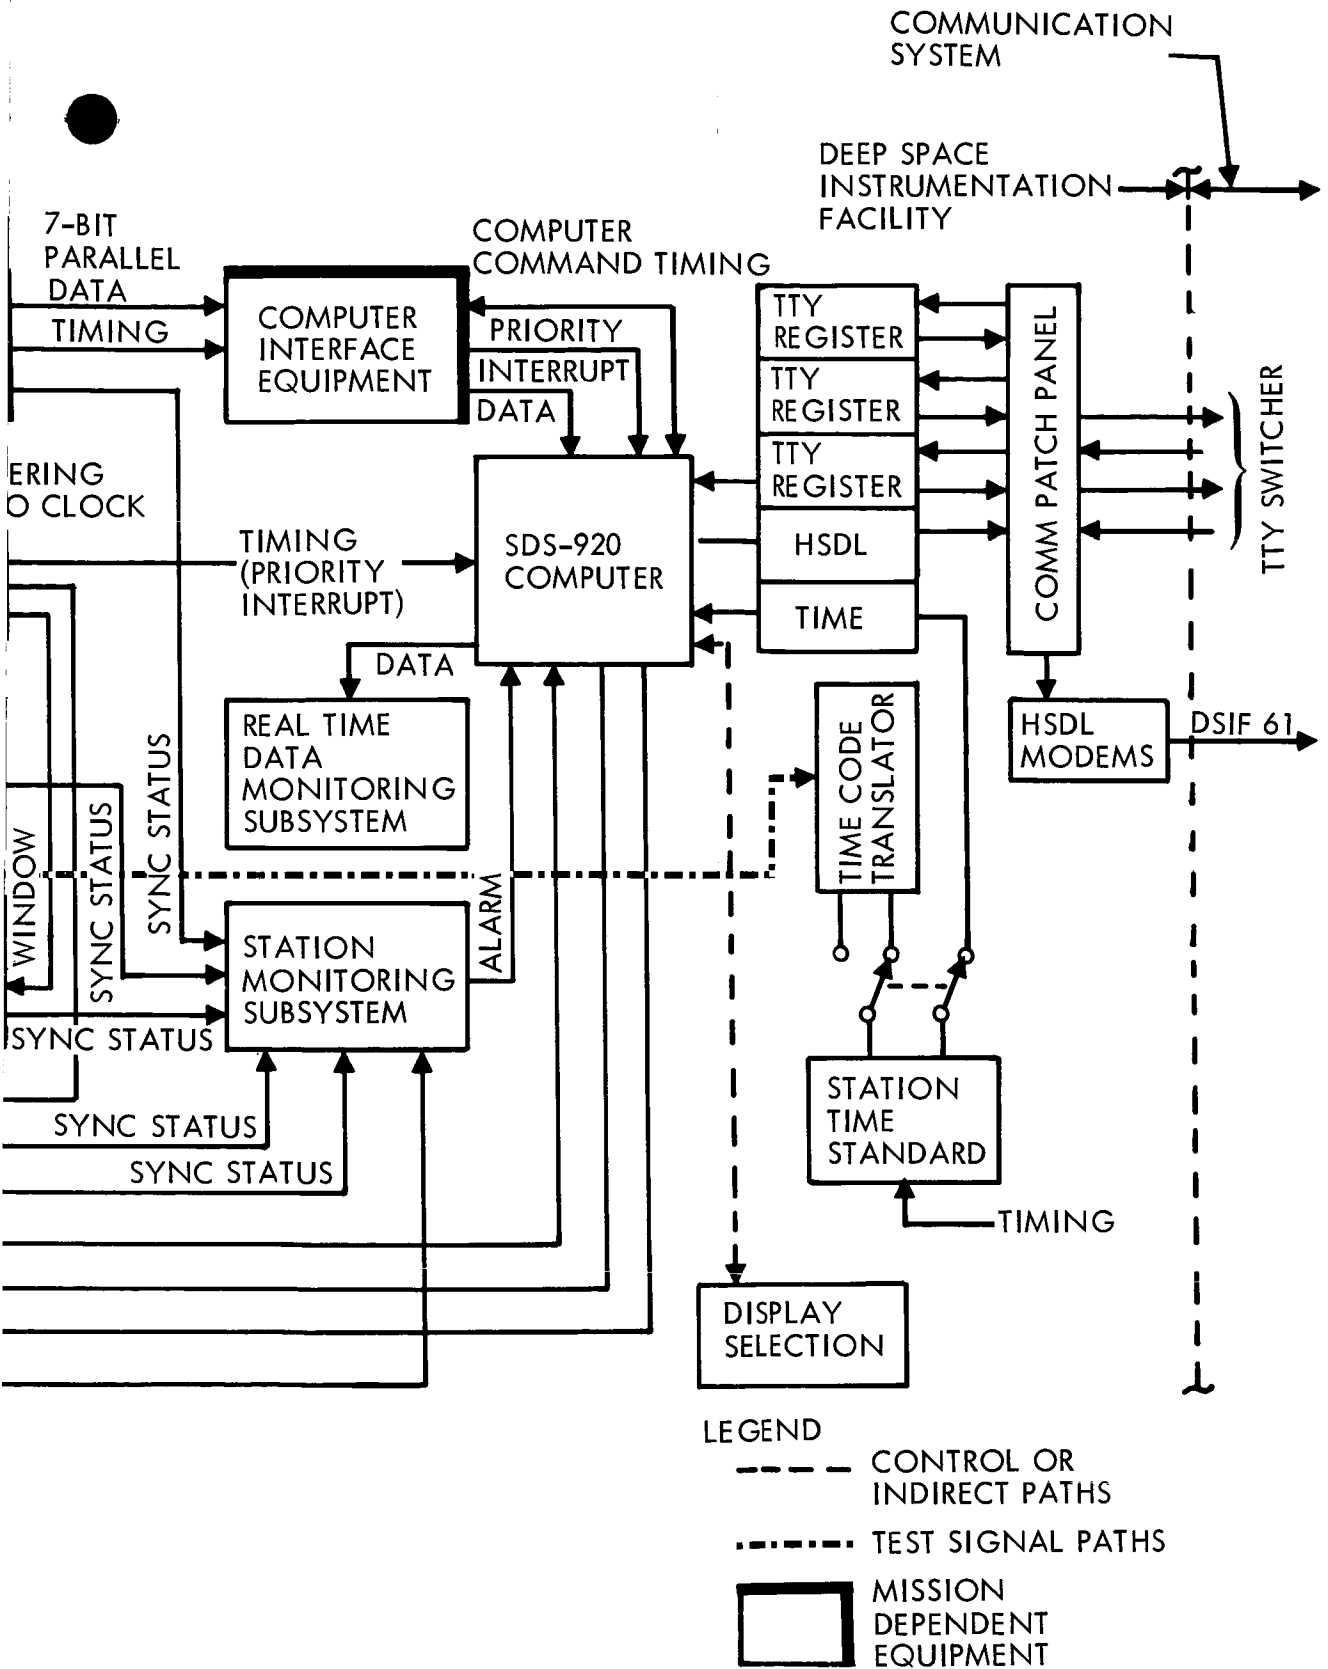 COMMUNICATION
SYSTEM
DEEP SPACE
INSTRUMENTATION
FACILITY
7-BIT
PARALLEL
DATA
TIMING
COMPUTER
COMMAND TIMING
COMPUTER
INTERFACE
EQUIPMENT
PRIORITY
INTERRUPT
DATA
TTY
REGISTER
TTY
REGISTER
TTY
REGISTER
HSDL
TIME
COMM PATCH PANEL
TTY SWITCHER
ERING
O CLOCK
TIMING
(PRIORITY
INTERRUPT)
SDS-920
COMPUTER
DATA
REAL TIME
DATA
MONITORING
SUBSYSTEM
TIME CODE
TRANSLATOR
HSDL
MODEMS
DSIF 61
WINDOW
SYNC STATUS
SYNC STATUS
STATION
MONITORING
SUBSYSTEM
ALARM
SYNC STATUS
SYNC STATUS
SYNC STATUS
STATION
TIME
STANDARD
TIMING
DISPLAY
SELECTION
LEGEND
CONTROL OR
INDIRECT PATHS
TEST SIGNAL PATHS
MISSION
DEPENDENT
EQUIPMENT